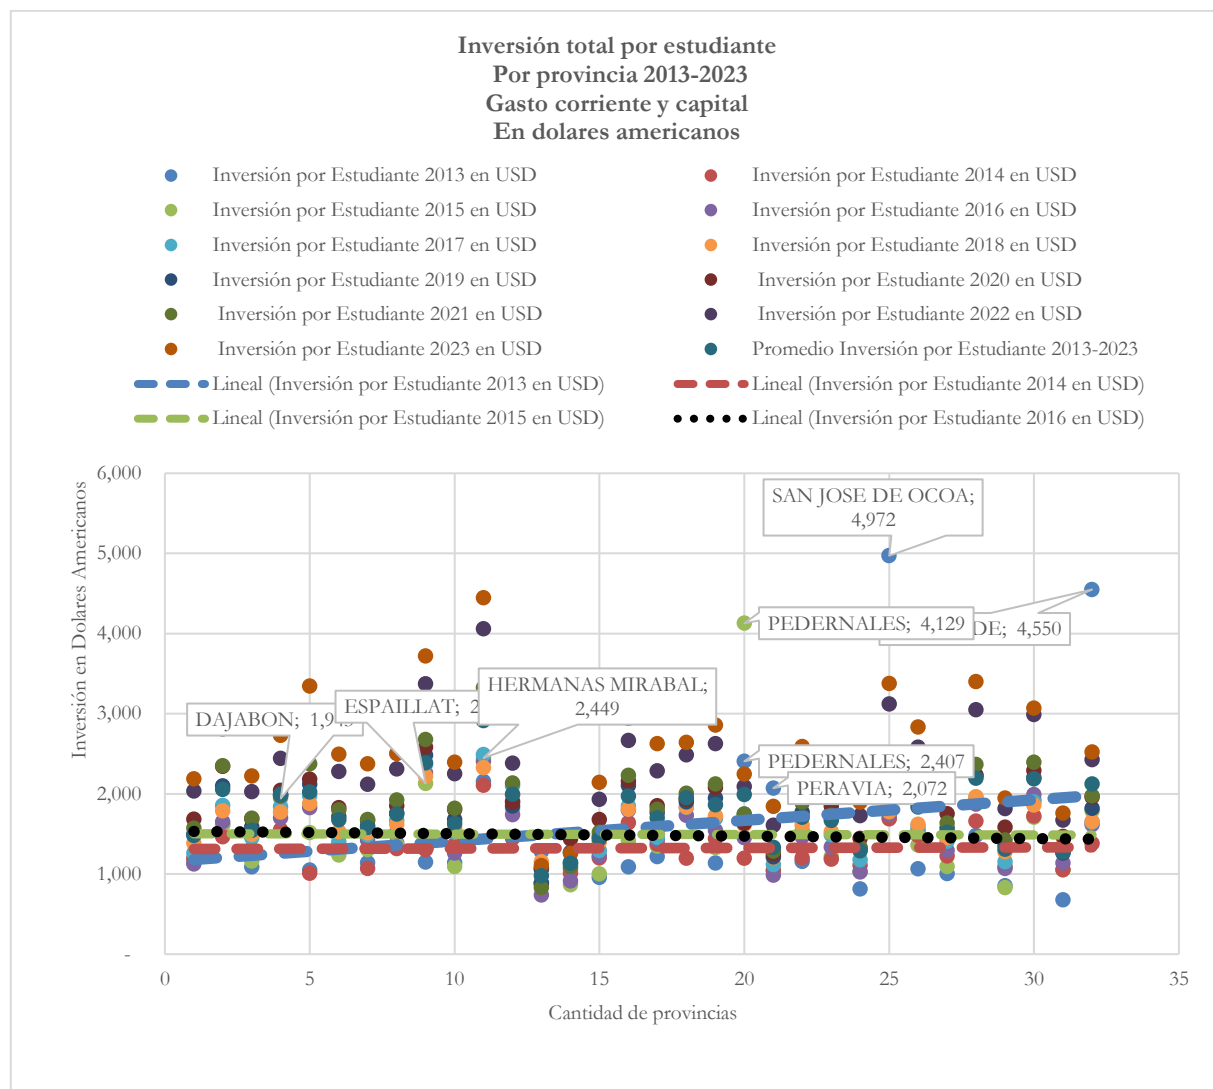 Inversión total por estudiante
Por provincia 2013-2023
Gasto corriente y capital
En dolares americanos
Inversión por Estudiante 2013 en USD
Inversión por Estudiante 2014 en USD
Inversión por Estudiante 2015 en USD
Inversión por Estudiante 2016 en USD
Inversión por Estudiante 2017 en USD
Inversión por Estudiante 2018 en USD
Inversión por Estudiante 2019 en USD
Inversión por Estudiante 2020 en USD
Inversión por Estudiante 2021 en USD
Inversión por Estudiante 2022 en USD
Inversión por Estudiante 2023 en USD
Promedio Inversión por Estudiante 2013-2023
Lineal (Inversión por Estudiante 2013 en USD)
Lineal (Inversión por Estudiante 2014 en USD)
Lineal (Inversión por Estudiante 2015 en USD)
Lineal (Inversión por Estudiante 2016 en USD)
Inversión en Dolares Americanos
6,000
5,000
4,000
3,000
2,000
1,000
-
SAN JOSE DE OCOA;
4,972
PEDERNALES; 4,129
DE; 4,550
HERMANAS MIRABAL;
2,449
ESPAILLAT;
DAJABON;
PEDERNALES; 2,407
PERAVIA; 2,072
0 5 10 15 20 25 30 35
Cantidad de provincias